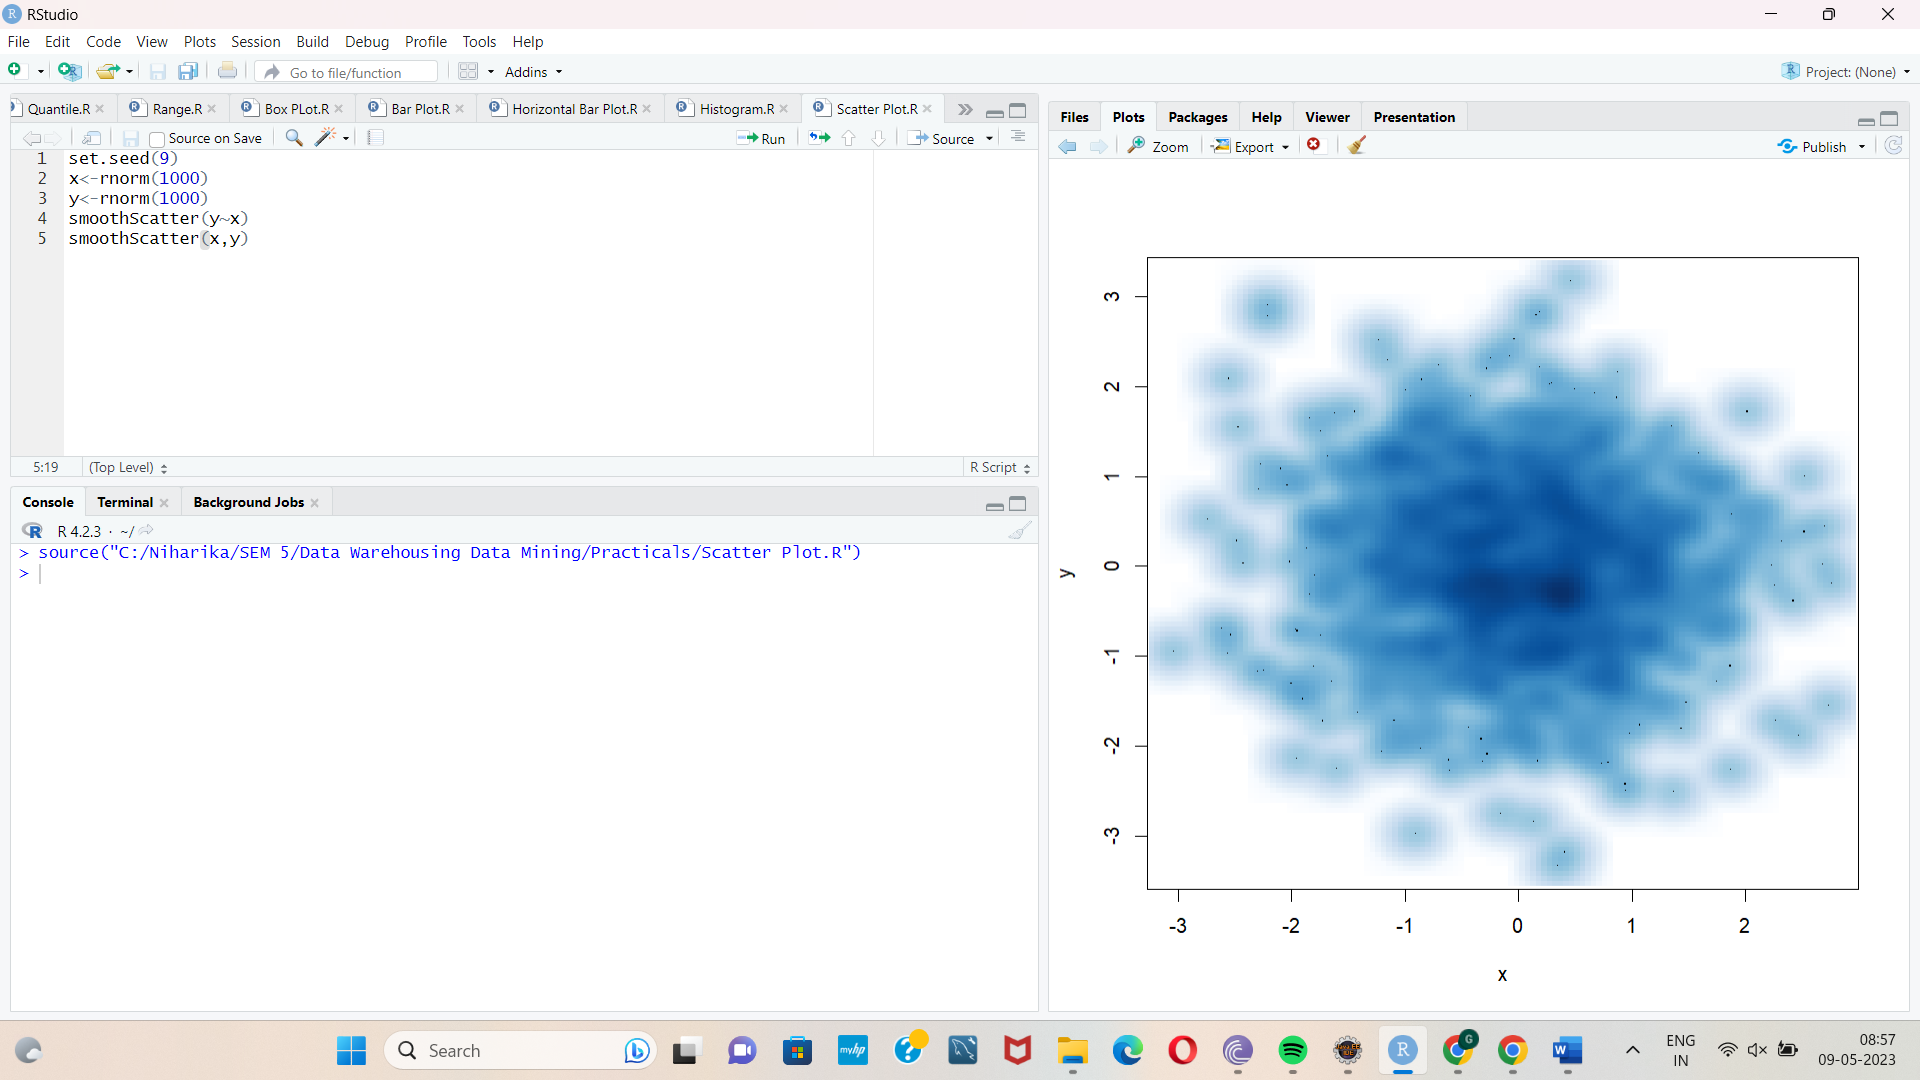 RStudio
File Edit Code View Plots Session Build Debug Profile Tools Help
Go to file/function Addins Project: (None)
Quantile.R Range.R Box PLot.R Bar Plot.R Horizontal Bar Plot.R Histogram.R Scatter Plot.R
Source on Save Run Source
1 set.seed(9)
2 x<-rnorm(1000)
3 y<-rnorm(1000)
4 smoothScatter(y~x)
5 smoothScatter(x,y)
5:19 (Top Level) R Script
Console Terminal Background Jobs
R 4.2.3 · ~/
> source("C:/Niharika/SEM 5/Data Warehousing Data Mining/Practicals/Scatter Plot.R")
>
Files Plots Packages Help Viewer Presentation
Zoom Export Publish
3
2
1
0
-1
-2
-3
y
-3 -2 -1 0 1 2
x
Search myhp
ENG
IN
08:57
09-05-2023